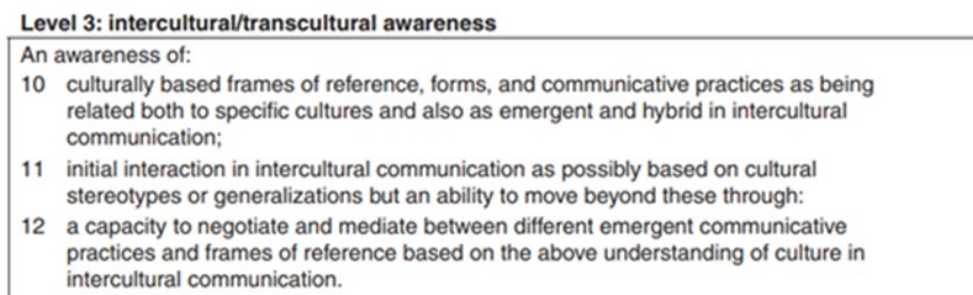 Level 3: intercultural/transcultural awareness
An awareness of:
10 culturally based frames of reference, forms, and communicative practices as being
related both to specific cultures and also as emergent and hybrid in intercultural
communication;
11 initial interaction in intercultural communication as possibly based on cultural
stereotypes or generalizations but an ability to move beyond these through:
12 a capacity to negotiate and mediate between different emergent communicative
practices and frames of reference based on the above understanding of culture in
intercultural communication.